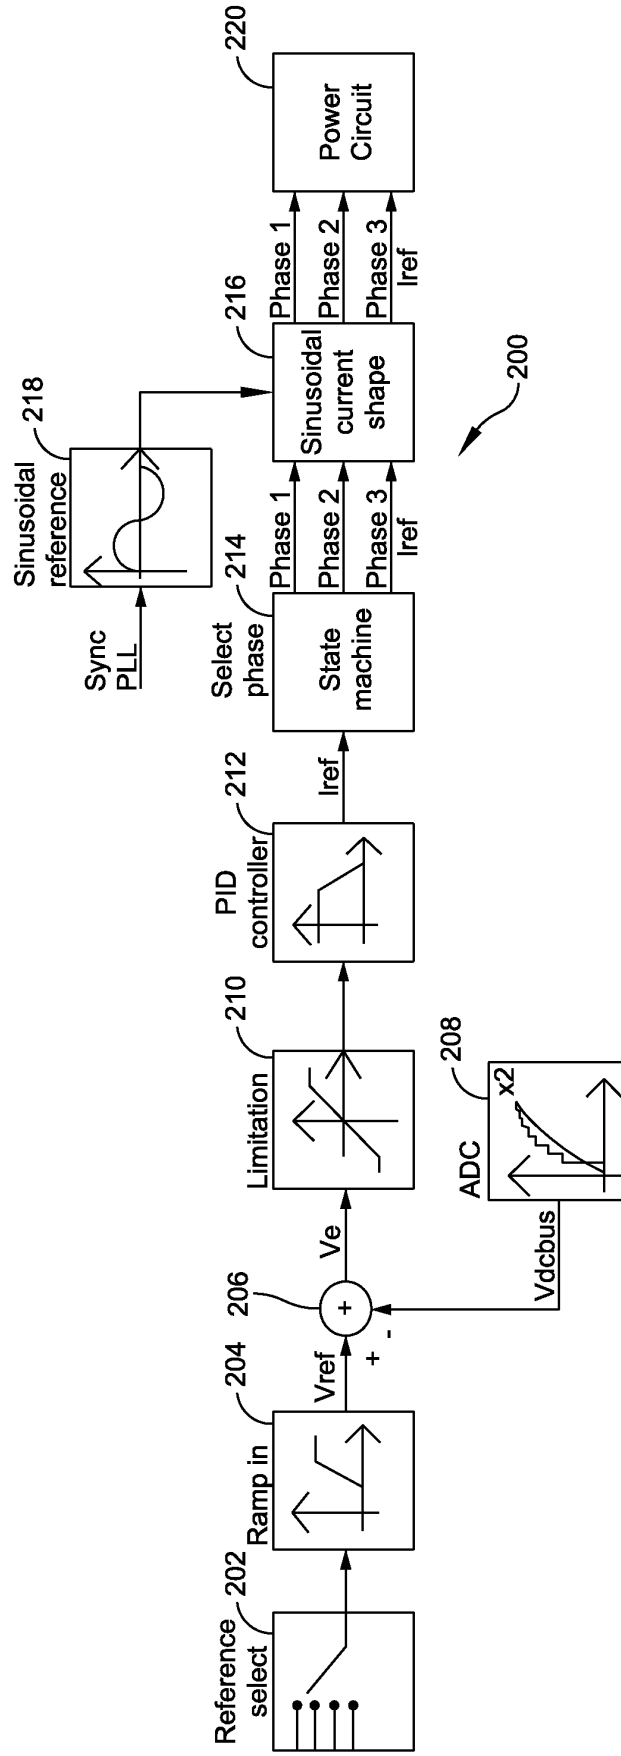 Reference
select
202
Ramp in
204
Vref
+
-
206
+
Ve
Vdcbus
ADC
208
x2
Limitation
210
PID
controller
212
Iref
Select
phase
214
State
machine
Phase 1
Phase 2
Phase 3
Iref
Sync
PLL
Sinusoidal
reference
218
216
Sinusoidal
current
shape
Phase 1
Phase 2
Phase 3
Iref
220
Power
Circuit
200